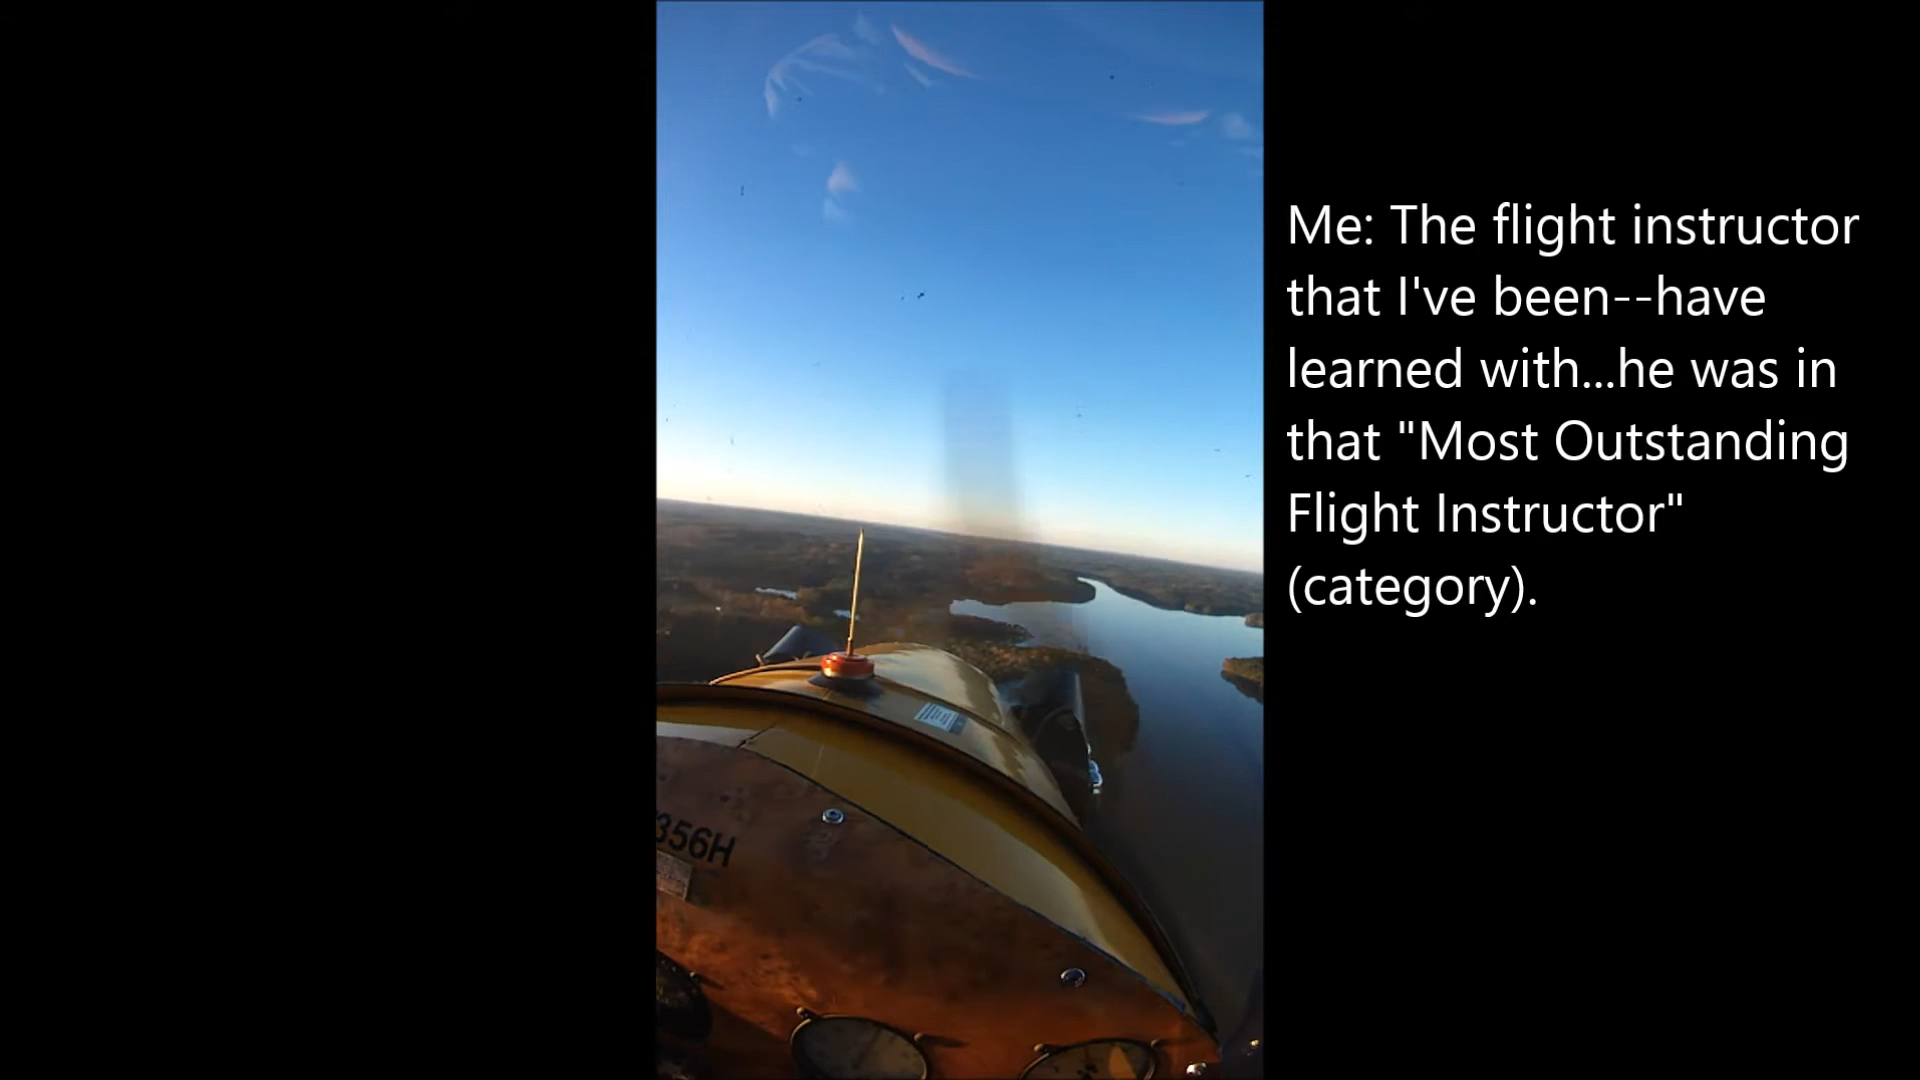 Me: The flight instructor
that I've been--have
learned with...he was in
that "Most Outstanding
Flight Instructor"
(category).
356H